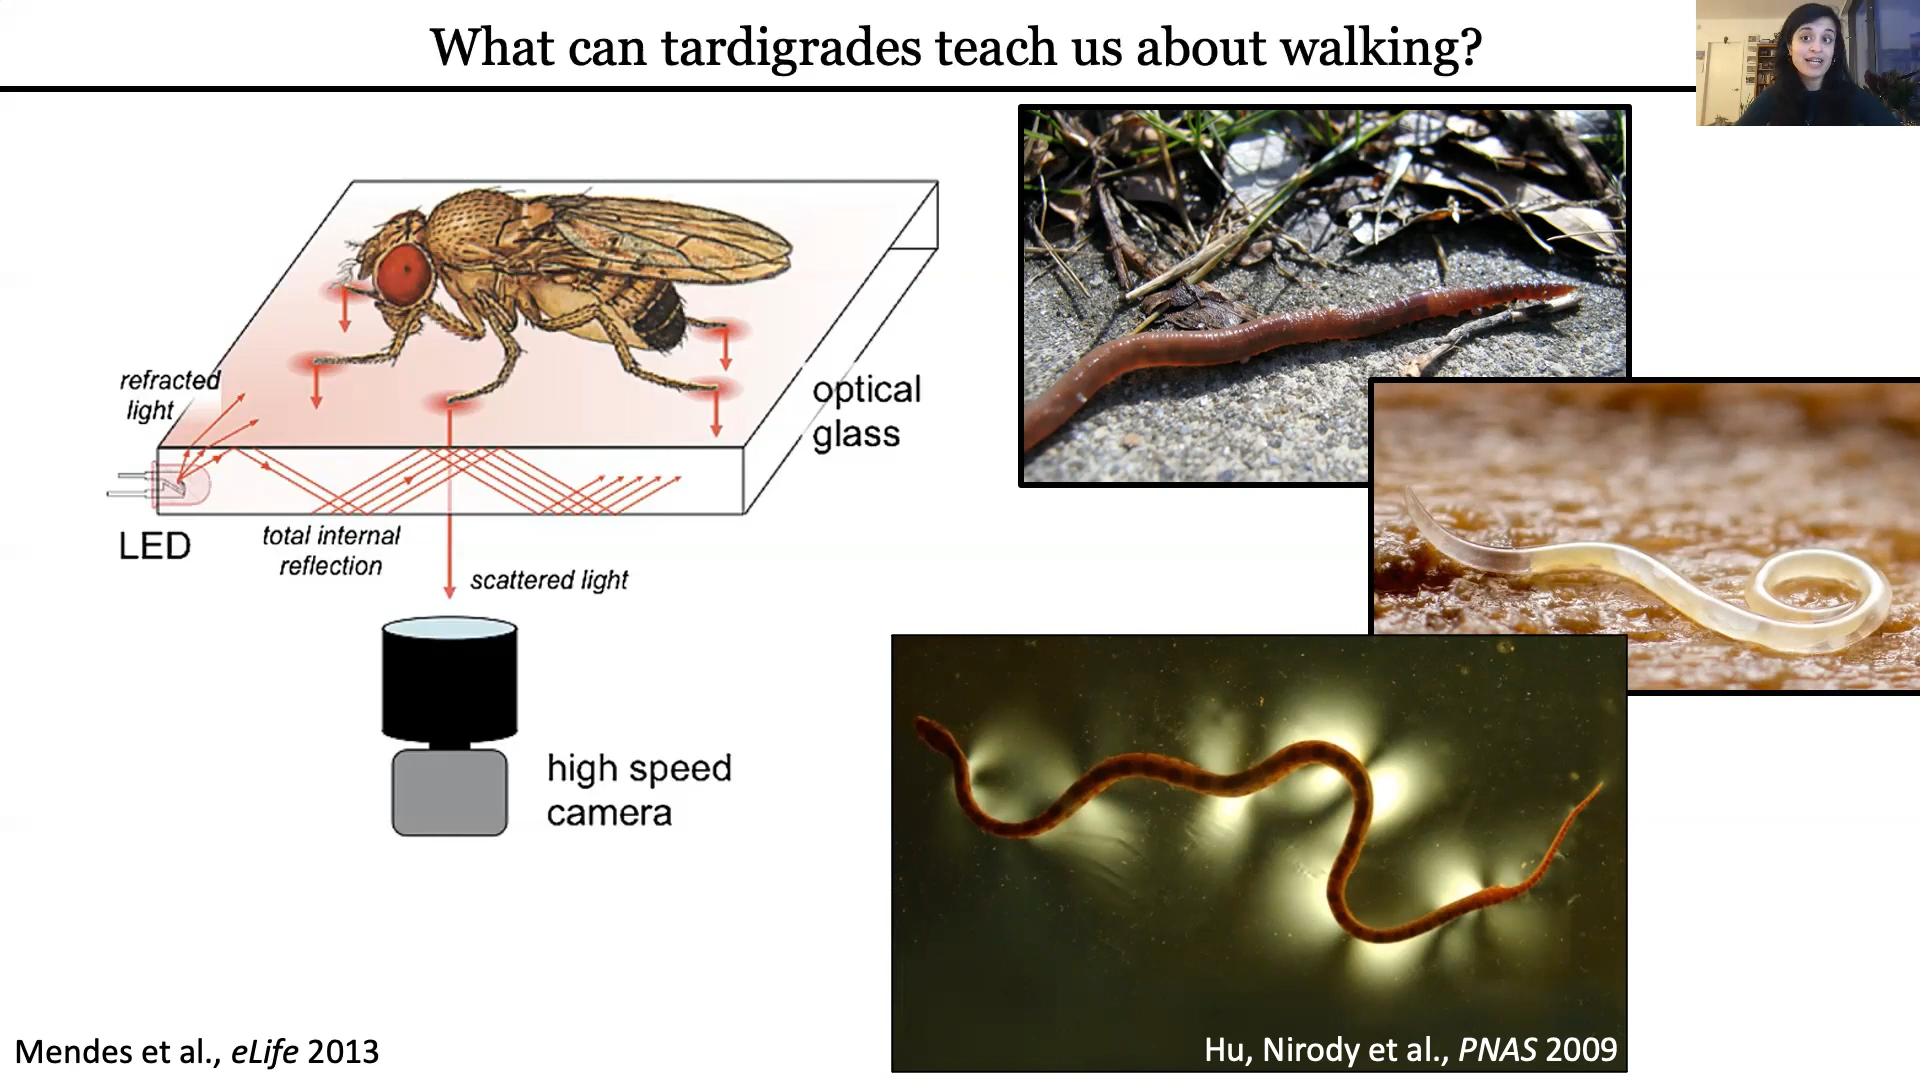 What can tardigrades teach us about walking?
refracted
light
optical
glass
LED
total internal
reflection
scattered light
high speed
camera
Mendes et al., eLife 2013
Hu, Nirody et al., PNAS 2009